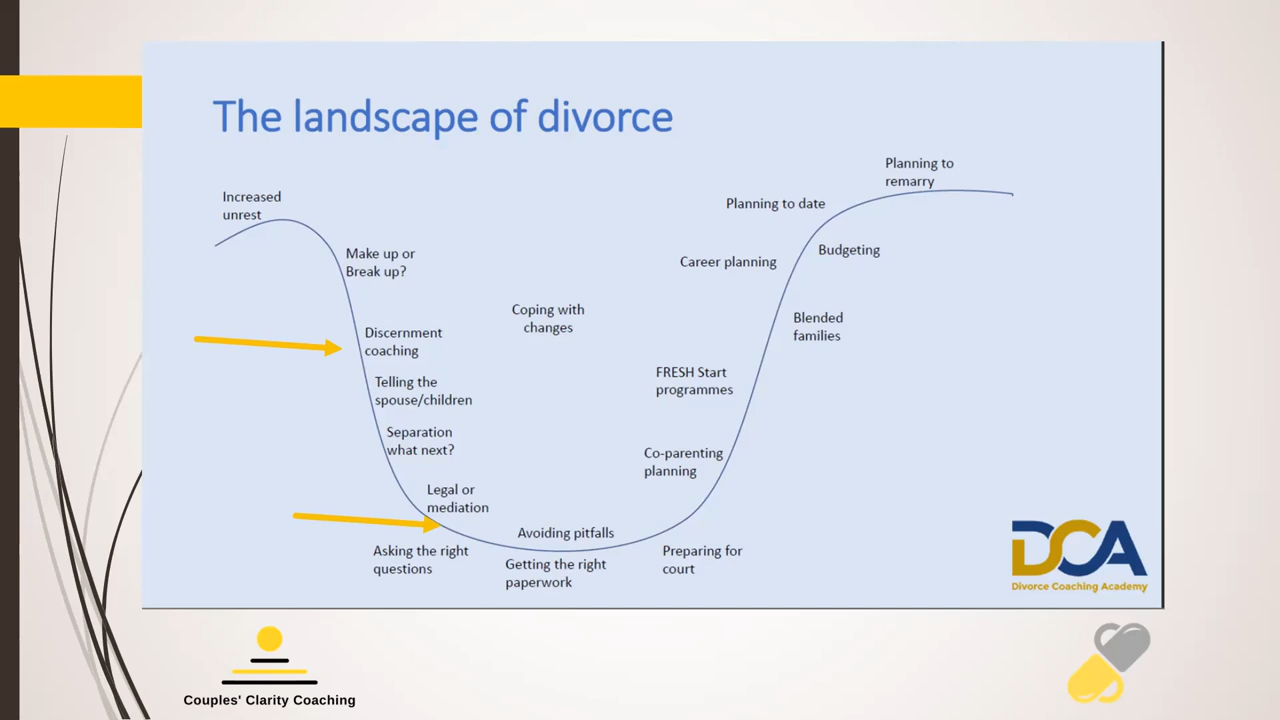 The landscape of divorce
Increased
unrest
Make up or
Break up?
Discernment
coaching
Telling the
spouse/children
Separation
what next?
Legal or
mediation
Asking the right
questions
Avoiding pitfalls
Getting the right
paperwork
Coping with
changes
Preparing for
court
Co-parenting
planning
FRESH Start
programmes
Blended
families
Career planning
Budgeting
Planning to date
Planning to
remarry
DCA
Divorce Coaching Academy
Couples' Clarity Coaching